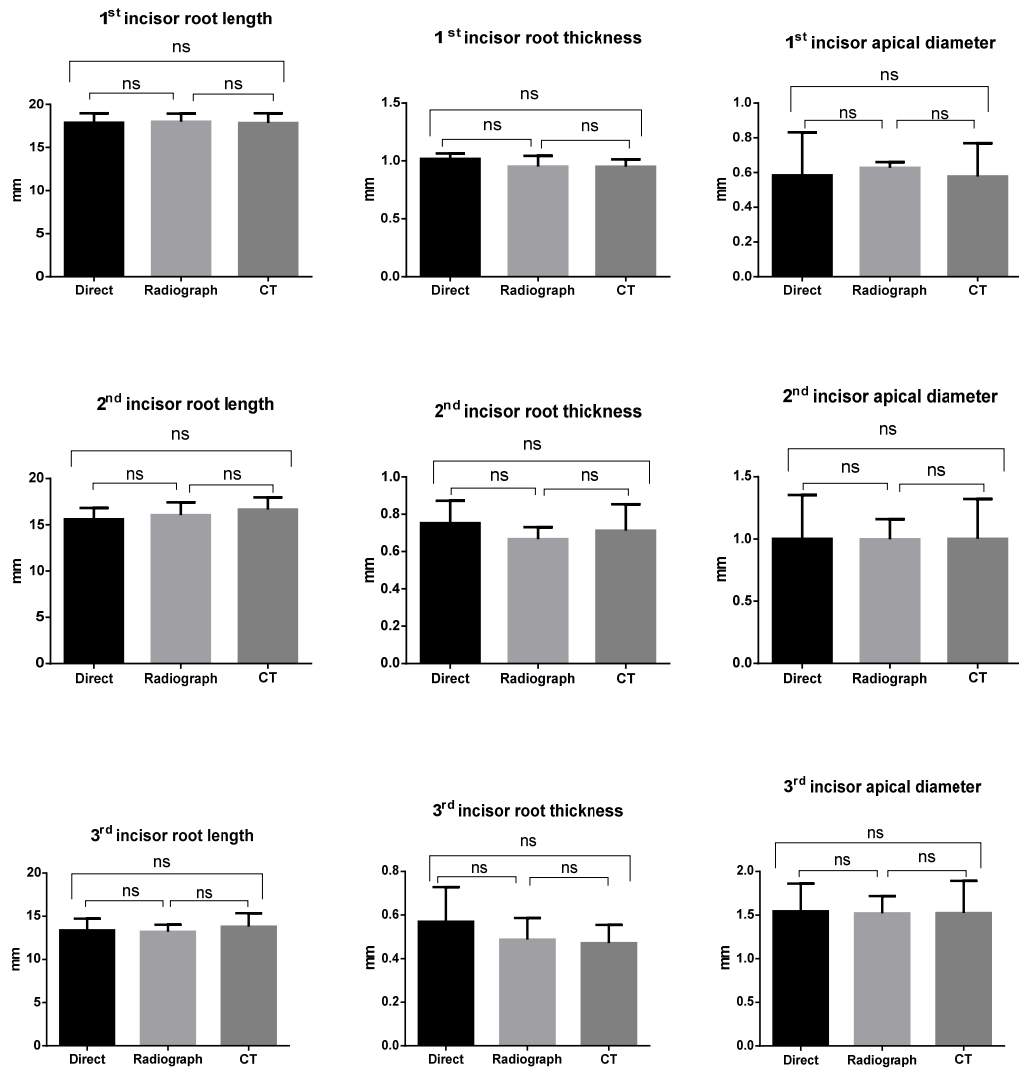 1st incisor root length
ns
ns ns
20
15
10
5
0
mm
Direct Radiograph CT
1st incisor root thickness
ns
ns ns
1.5
1.0
0.5
0.0
mm
Direct Radiograph CT
1st incisor apical diameter
ns
ns ns
1.0
0.8
0.6
0.4
0.2
0.0
mm
Direct Radiograph CT
2nd incisor root length
ns
ns ns
20
15
10
5
0
mm
Direct Radiograph CT
2nd incisor root thickness
ns
ns ns
1.0
0.8
0.6
0.4
0.2
0.0
mm
Direct Radiograph CT
2nd incisor apical diameter
ns
ns ns
1.5
1.0
0.5
0.0
mm
Direct Radiograph CT
3rd incisor root length
ns
ns ns
20
15
10
5
0
mm
Direct Radiograph CT
3rd incisor root thickness
ns
ns ns
0.8
0.6
0.4
0.2
0.0
mm
Direct Radiograph CT
3rd incisor apical diameter
ns
ns ns
2.0
1.5
1.0
0.5
0.0
mm
Direct Radiograph CT